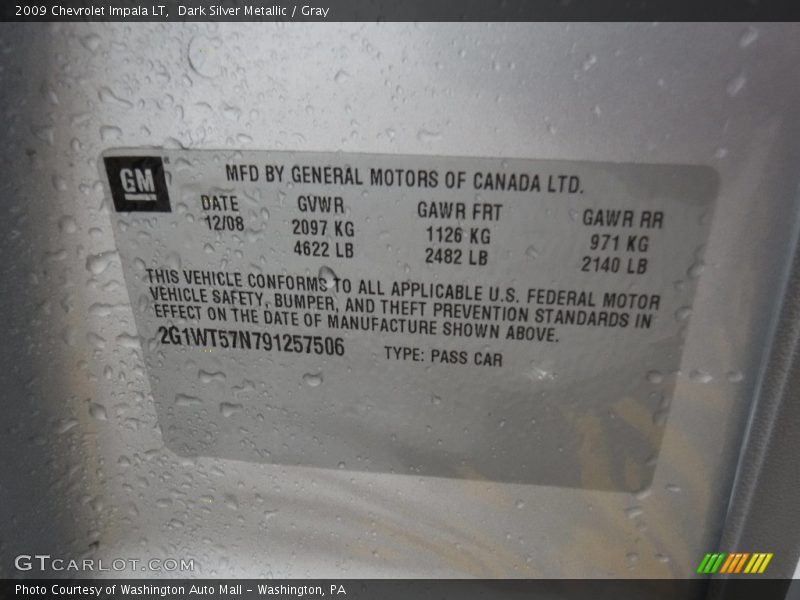 2009 Chevrolet Impala LT, Dark Silver Metallic / Gray
GM
MFD BY GENERAL MOTORS OF CANADA LTD.
DATE GVWR GAWR FRT GAWR RR
12/08 2097 KG 1126 KG 971 KG
4622 LB 2482 LB 2140 LB
THIS VEHICLE CONFORMS TO ALL APPLICABLE U.S. FEDERAL MOTOR
VEHICLE SAFETY, BUMPER, AND THEFT PREVENTION STANDARDS IN
EFFECT ON THE DATE OF MANUFACTURE SHOWN ABOVE.
2G1WT57N791257506 TYPE: PASS CAR
GTCARLOT.COM
Photo Courtesy of Washington Auto Mall - Washington, PA